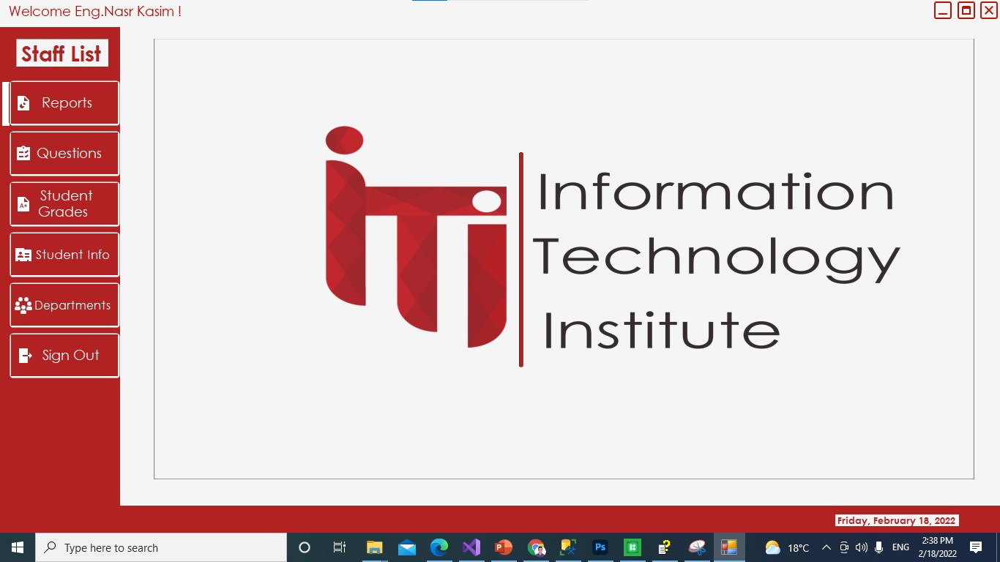 Welcome Eng.Nasr Kasim !
Staff List
Reports
Questions
A+
Student
Grades
Student Info
Departments
Sign Out
iTi
Information
Technology
Institute
Friday, February 18, 2022
Type here to search
Ps
18°C
ENG
2:38 PM
2/18/2022